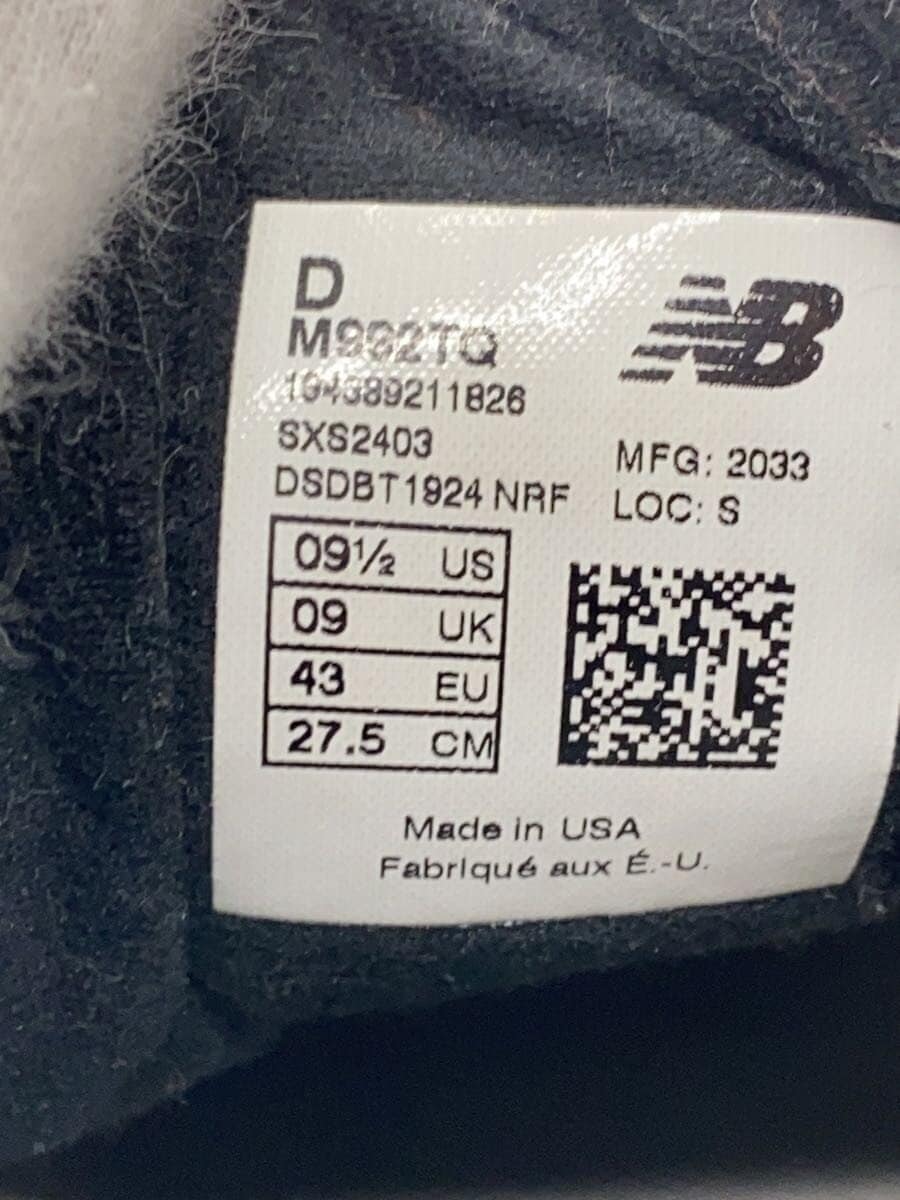 D
NB
M992TQ
194389211826
SXS2403
MFG: 2033
DSDBT1924 NRF
LOC: S
09½ US
09 UK
43 EU
27.5 CM
Made in USA
Fabriqué aux É.-U.